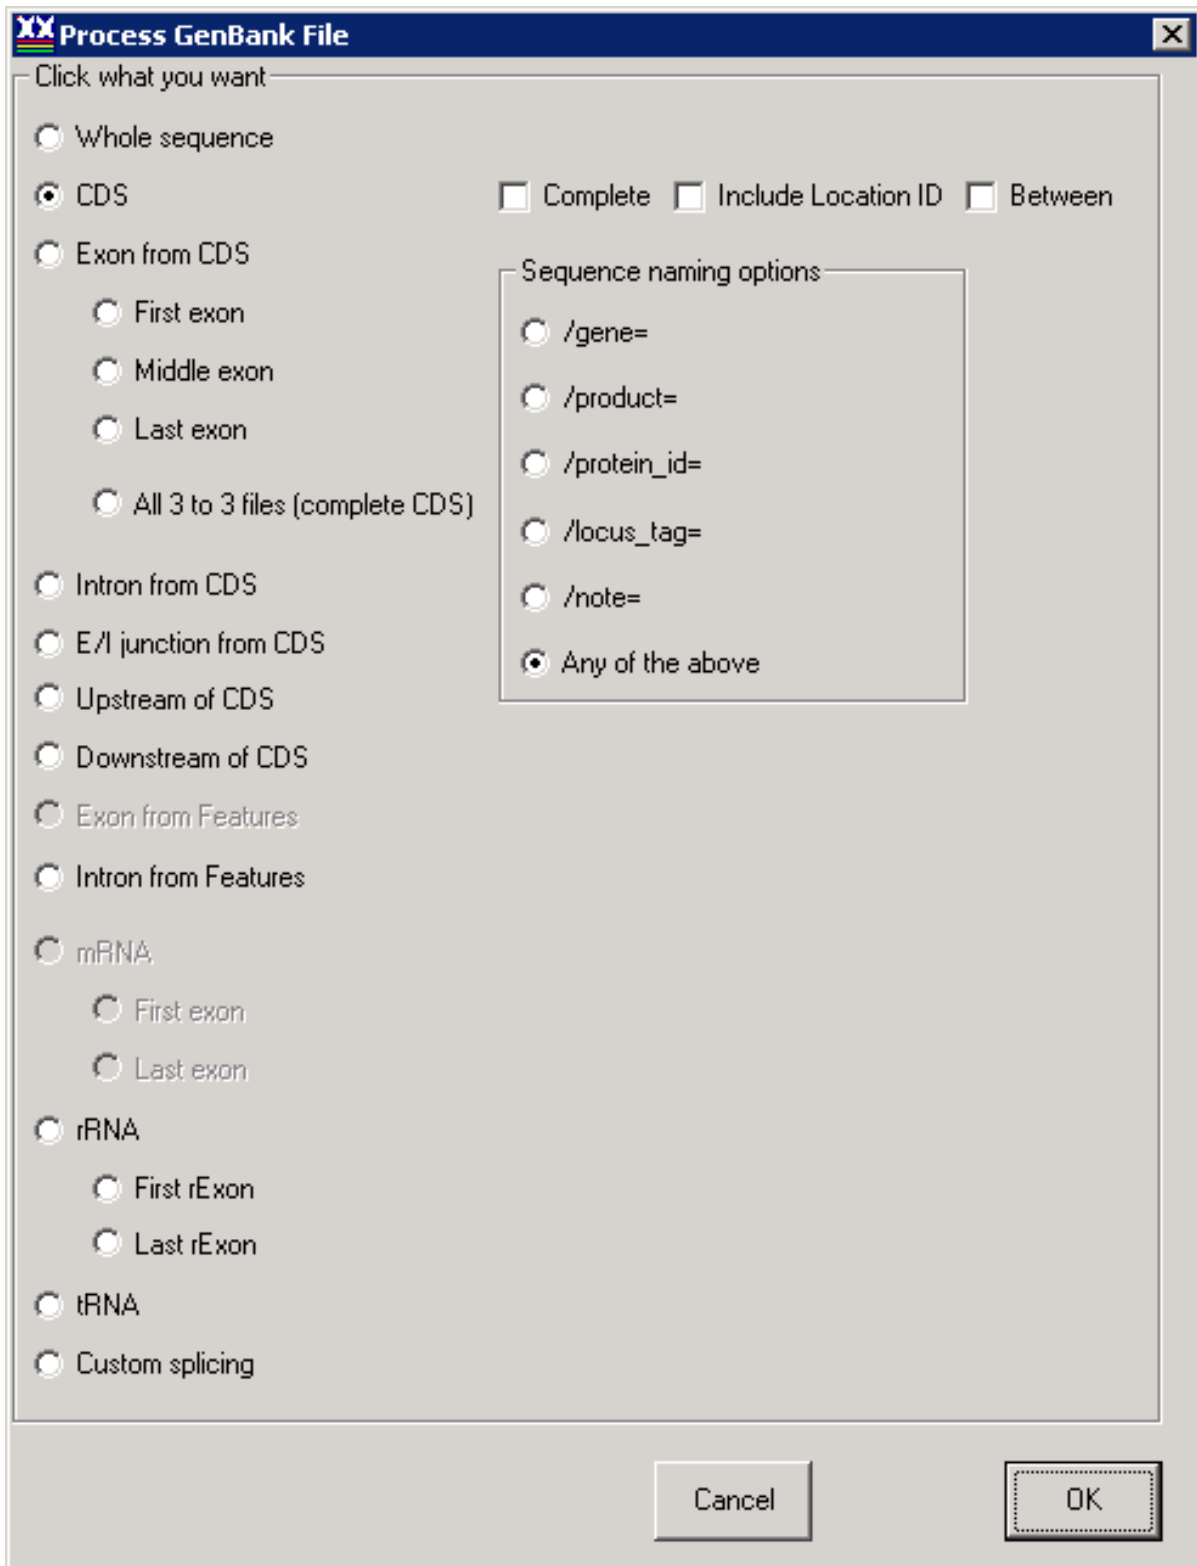 Process GenBank File
Click what you want
Whole sequence
CDS
Complete
Include Location ID
Between
Exon from CDS
First exon
Middle exon
Last exon
All 3 to 3 files (complete CDS)
Sequence naming options
/gene=
/product=
/protein_id=
/locus_tag=
/note=
Any of the above
Intron from CDS
E/I junction from CDS
Upstream of CDS
Downstream of CDS
Exon from Features
Intron from Features
mRNA
First exon
Last exon
rRNA
First rExon
Last rExon
tRNA
Custom splicing
Cancel
OK